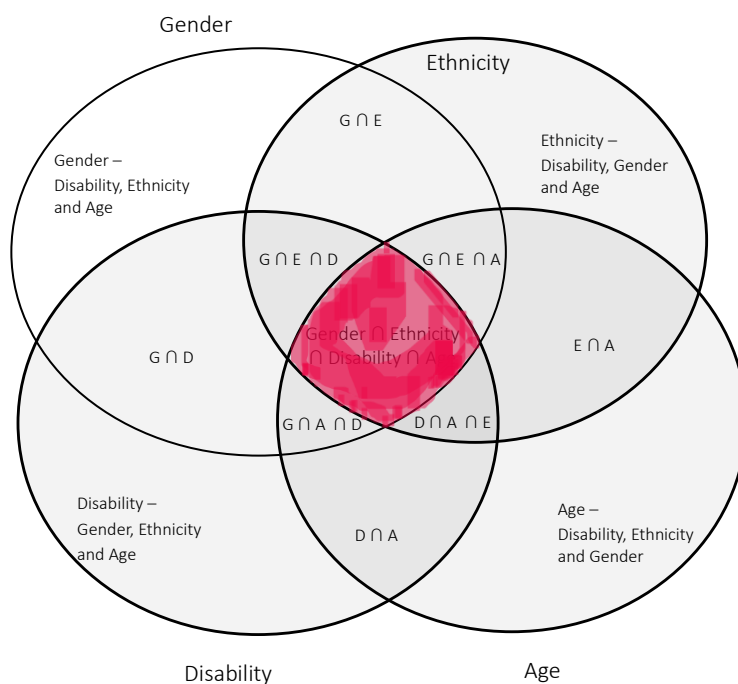 Gender
Ethnicity
G ∩ E
Ethnicity –
Disability, Gender
and Age
Gender –
Disability, Ethnicity
and Age
G ∩ E ∩ D
G ∩ E ∩ A
Gender ∩ Ethnicity
∩ Disability ∩
E ∩ A
G ∩ D
G ∩ A ∩ D
D ∩ A ∩ E
Disability –
Gender, Ethnicity
and Age
Age –
Disability, Ethnicity
and Gender
D ∩ A
Disability
Age